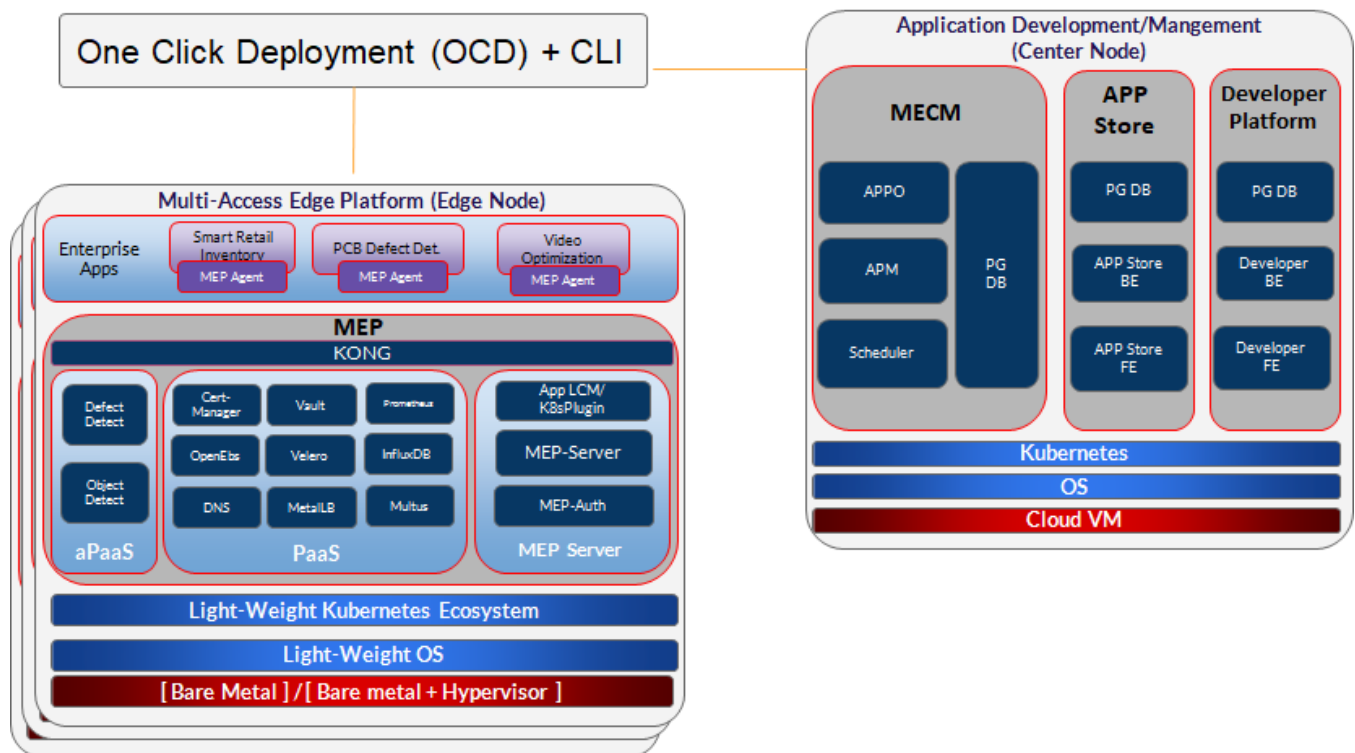 One Click Deployment (OCD) + CLI
Application Development/Mangement
(Center Node)
MECM
APPO
APM
Scheduler
PG
DB
APP
Store
PG DB
APP Store
BE
APP Store
FE
Developer
Platform
PG DB
Developer
BE
Developer
FE
Kubernetes
OS
Cloud VM
Multi-Access Edge Platform (Edge Node)
Enterprise
Apps
Smart Retail
Inventory
MEP Agent
PCB Defect Det.
MEP Agent
Video
Optimization
MEP Agent
MEP
KONG
Defect
Detect
Object
Detect
aPaaS
Cert-
Manager
Vault
Prometheus
OpenEbs
Velero
InfluxDB
DNS
MetalLB
Multus
PaaS
App LCM/
K8sPlugin
MEP-Server
MEP-Auth
MEP Server
Light-Weight Kubernetes Ecosystem
Light-Weight OS
[ Bare Metal ] / [ Bare metal + Hypervisor ]